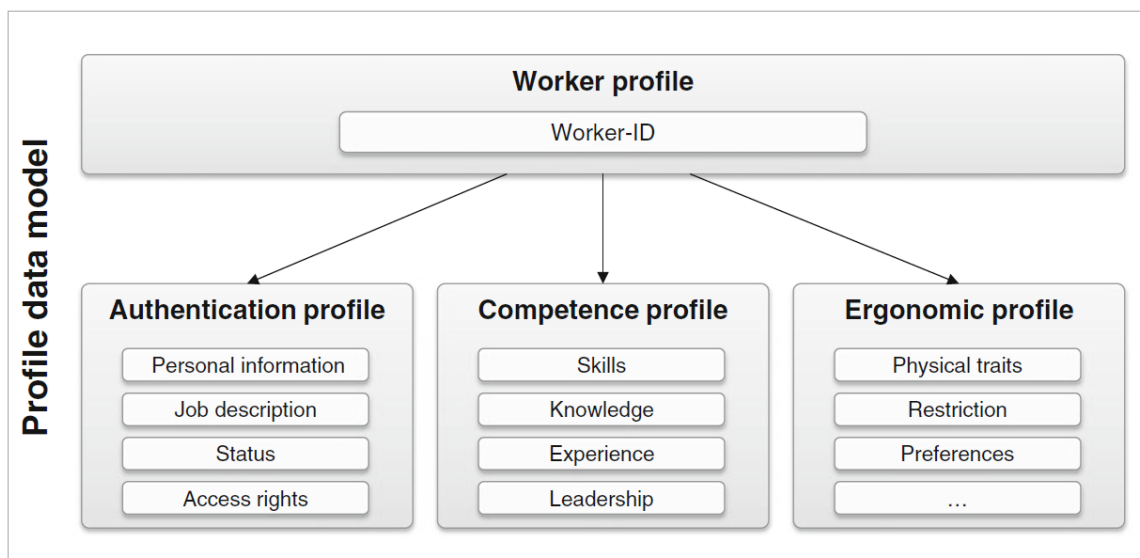 Profile data model
Worker profile
Worker-ID
Authentication profile
Personal information
Job description
Status
Access rights
Competence profile
Skills
Knowledge
Experience
Leadership
Ergonomic profile
Physical traits
Restriction
Preferences
…